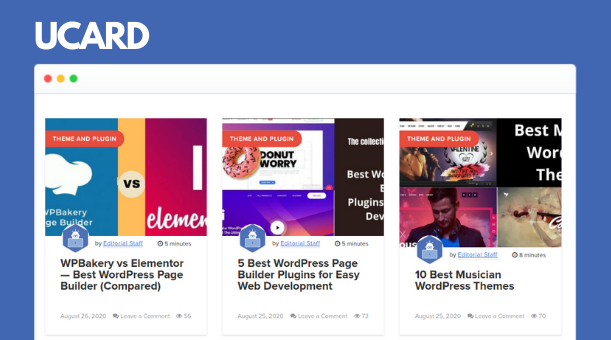 UCARD
THEME AND PLUGIN
VS
WPBakery
Page Builder
elemen
by Editorial Staff
5 minutes
WPBakery vs Elementor
— Best WordPress Page
Builder (Compared)
August 26, 2020
Leave a Comment
56
THEME AND PLUGIN
DONUT
WORRY
The collecti
Best Wo
Plugins
Dev
by Editorial Staff
5 minutes
5 Best WordPress Page
Builder Plugins for Easy
Web Development
August 25, 2020
Leave a Comment
73
THEME AND PLUGIN
Best M
Wor
The
by Editorial Staff
8 minutes
10 Best Musician
WordPress Themes
August 25, 2020
Leave a Comment
70